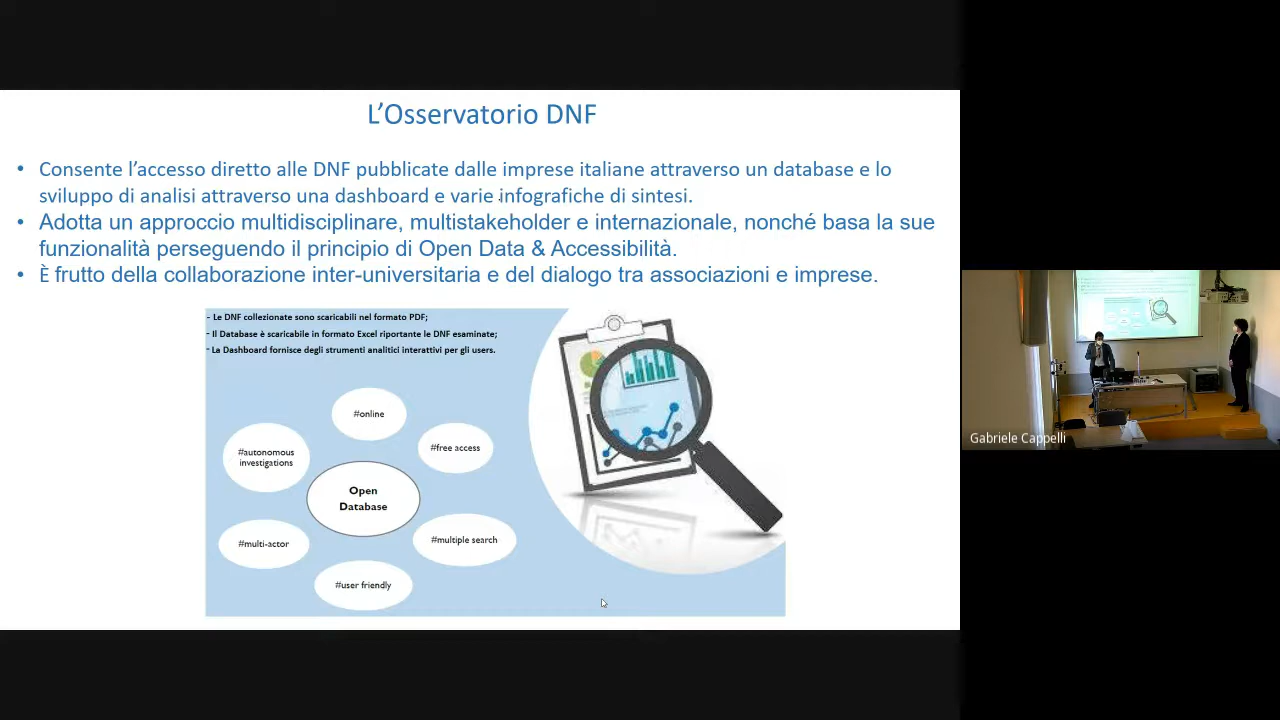 L'Osservatorio DNF
• Consente l'accesso diretto alle DNF pubblicate dalle imprese italiane attraverso un database e lo
sviluppo di analisi attraverso una dashboard e varie infografiche di sintesi.
• Adotta un approccio multidisciplinare, multistakeholder e internazionale, nonché basa la sue
funzionalità perseguendo il principio di Open Data & Accessibilità.
• È frutto della collaborazione inter-universitaria e del dialogo tra associazioni e imprese.
- Le DNF collezionate sono scaricabili nel formato PDF;
- Il Database è scaricabile in formato Excel riportante le DNF esaminate;
- La Dashboard fornisce degli strumenti analitici interattivi per gli users.
#online
#free access
#autonomous
investigations
Open
Database
#multi-actor
#multiple search
#user friendly
Gabriele Cappelli